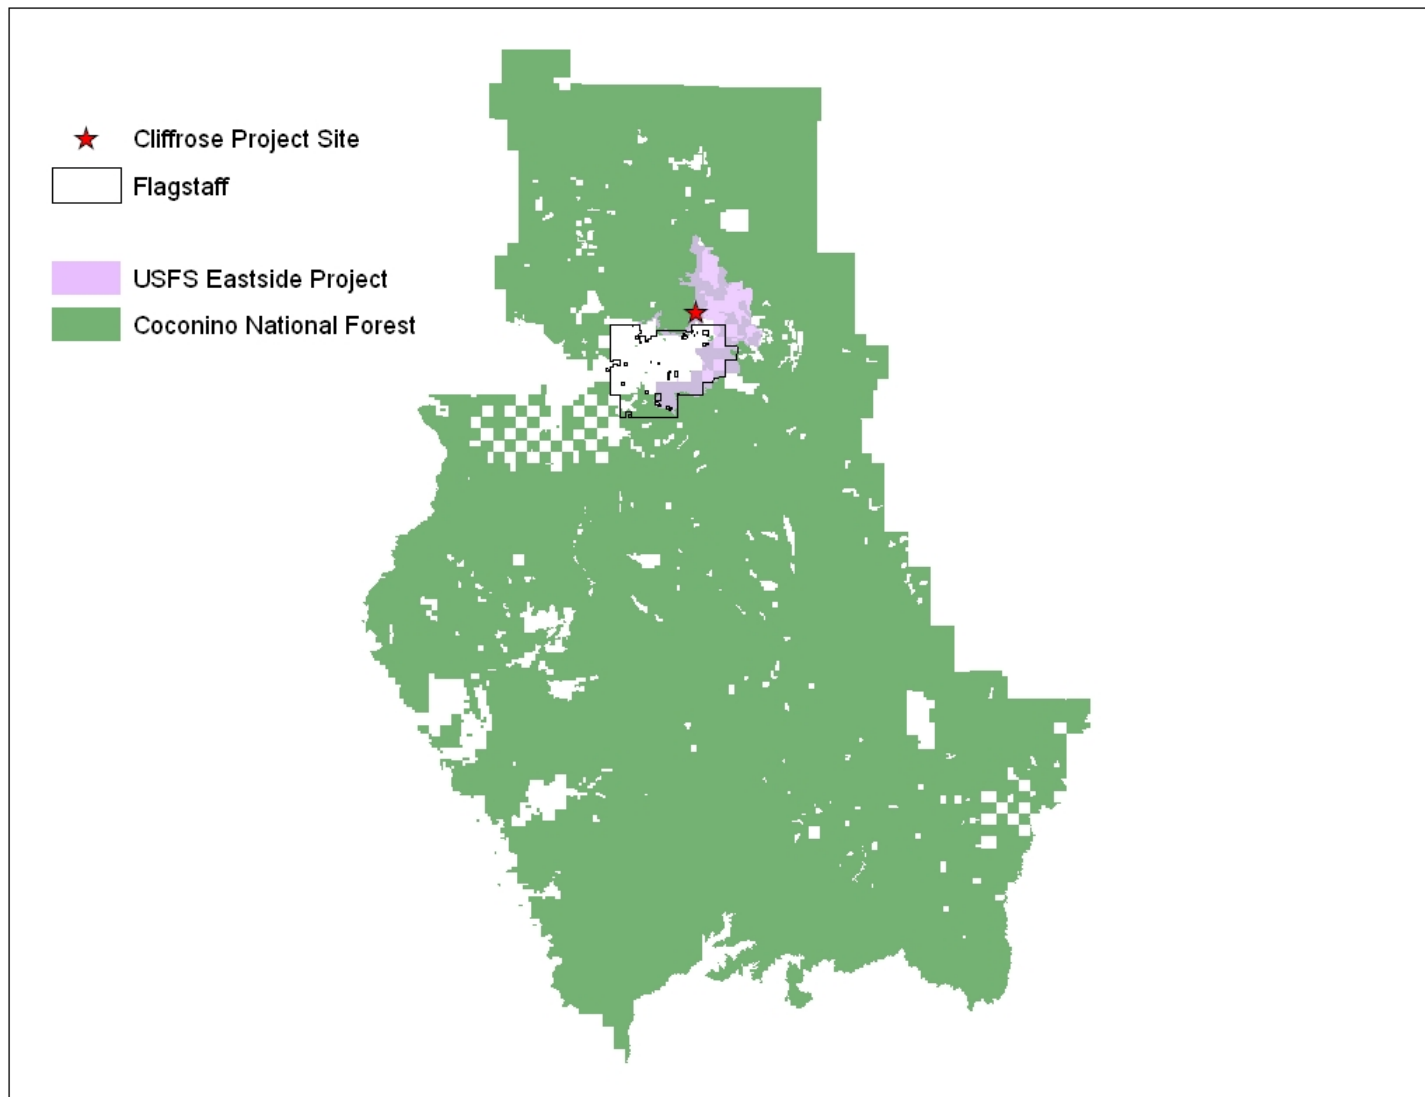 Cliffrose Project Site
Flagstaff
USFS Eastside Project
Coconino National Forest